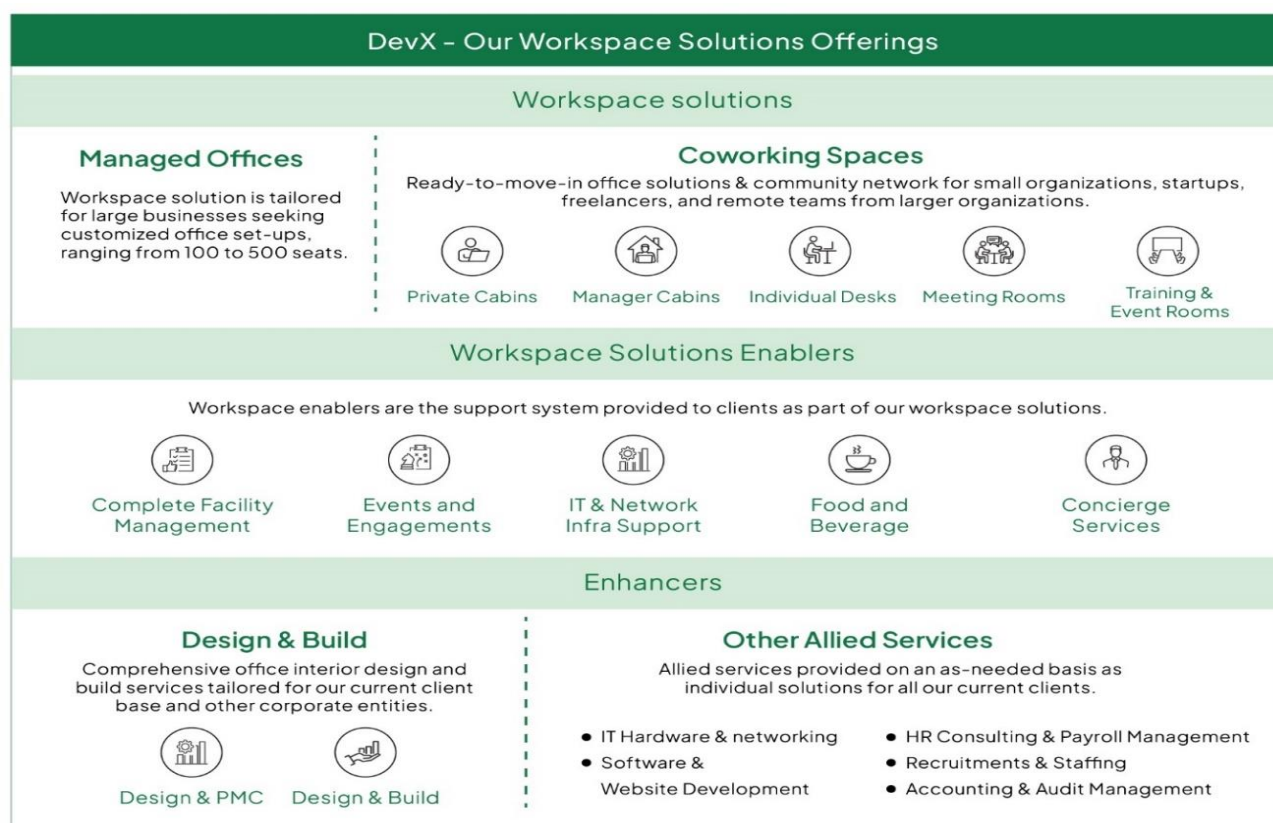 DevX – Our Workspace Solutions Offerings
Workspace solutions
Managed Offices
Workspace solution is tailored
for large businesses seeking
customized office set-ups,
ranging from 100 to 500 seats.
Coworking Spaces
Ready-to-move-in office solutions & community network for small organizations, startups,
freelancers, and remote teams from larger organizations.
Private Cabins
Manager Cabins
Individual Desks
Meeting Rooms
Training &
Event Rooms
Workspace Solutions Enablers
Workspace enablers are the support system provided to clients as part of our workspace solutions.
Complete Facility
Management
Events and
Engagements
IT & Network
Infra Support
Food and
Beverage
Concierge
Services
Enhancers
Design & Build
Comprehensive office interior design and
build services tailored for our current client
base and other corporate entities.
Design & PMC
Design & Build
Other Allied Services
Allied services provided on an as-needed basis as
individual solutions for all our current clients.
● IT Hardware & networking
● Software &
Website Development
● HR Consulting & Payroll Management
● Recruitments & Staffing
● Accounting & Audit Management